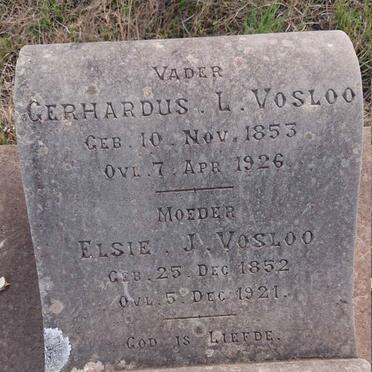 VADER
GERHARDUS. L. VOSLOO
GEB. 10. NOV. 1853
OVL. 7. APR 1926.
MOEDER
ELSIE. J. VOSLOO
GEB. 25. DEC 1852
OVL. 5. DEC 1921.
GOD IS LIEFDE.